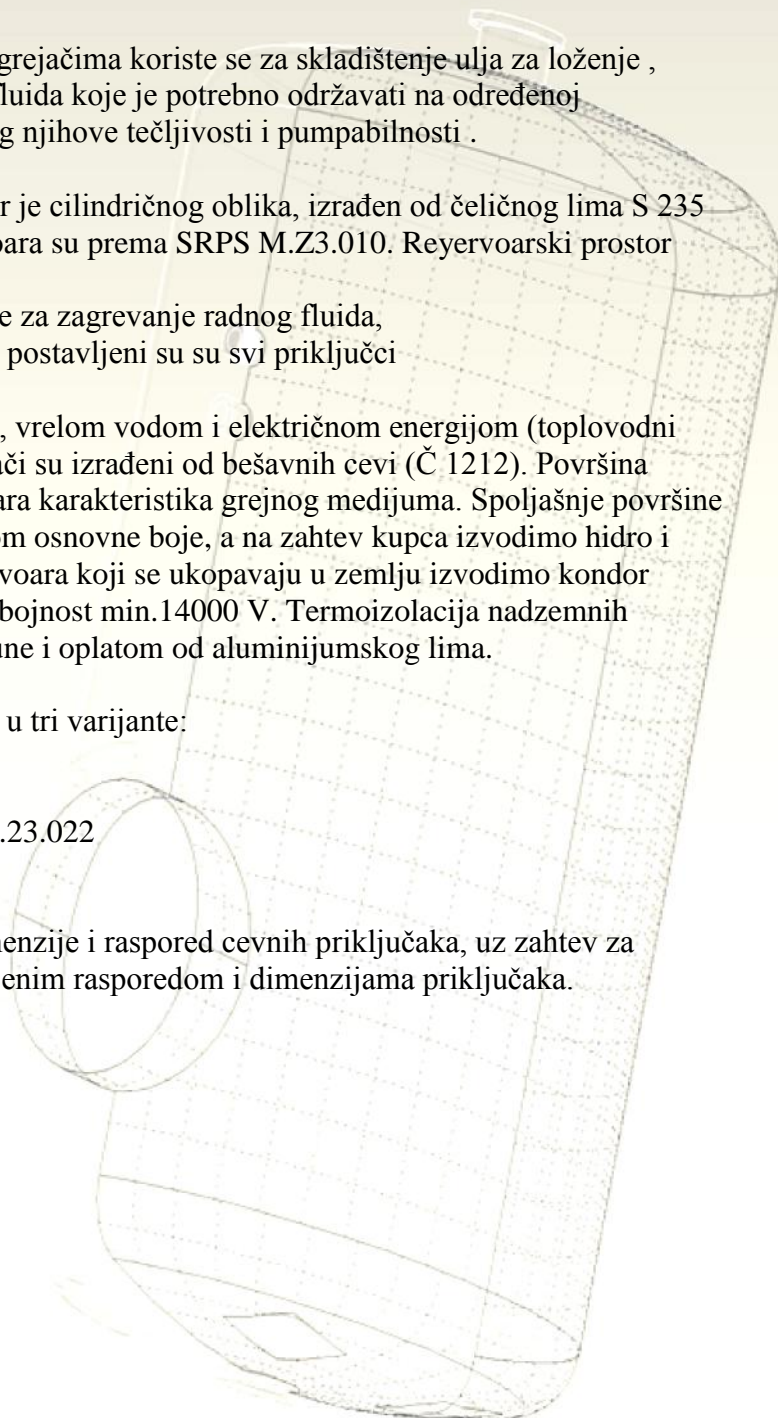 grejačima koriste se za skladištenje ulja za loženje ,
fluida koje je potrebno održavati na određenoj
g njihove tečljivosti i pumpabilnosti .
r je cilindričnog oblika, izrađen od čeličnog lima S 235
oara su prema SRPS M.Z3.010. Reyervoarski prostor
e za zagrevanje radnog fluida,
postavljeni su su svi priključci
, vrelom vodom i električnom energijom (toplovodni
ači su izrađeni od bešavnih cevi (Č 1212). Površina
ara karakteristika grejnog medijuma. Spoljašnje površine
om osnovne boje, a na zahtev kupca izvodimo hidro i
voara koji se ukopavaju u zemlju izvodimo kondor
bojnost min.14000 V. Termoizolacija nadzemnih
une i oplatom od aluminijumskog lima.
u tri varijante:
.23.022
nenzije i raspored cevnih priključaka, uz zahtev za
jenim rasporedom i dimenzijama priključaka.